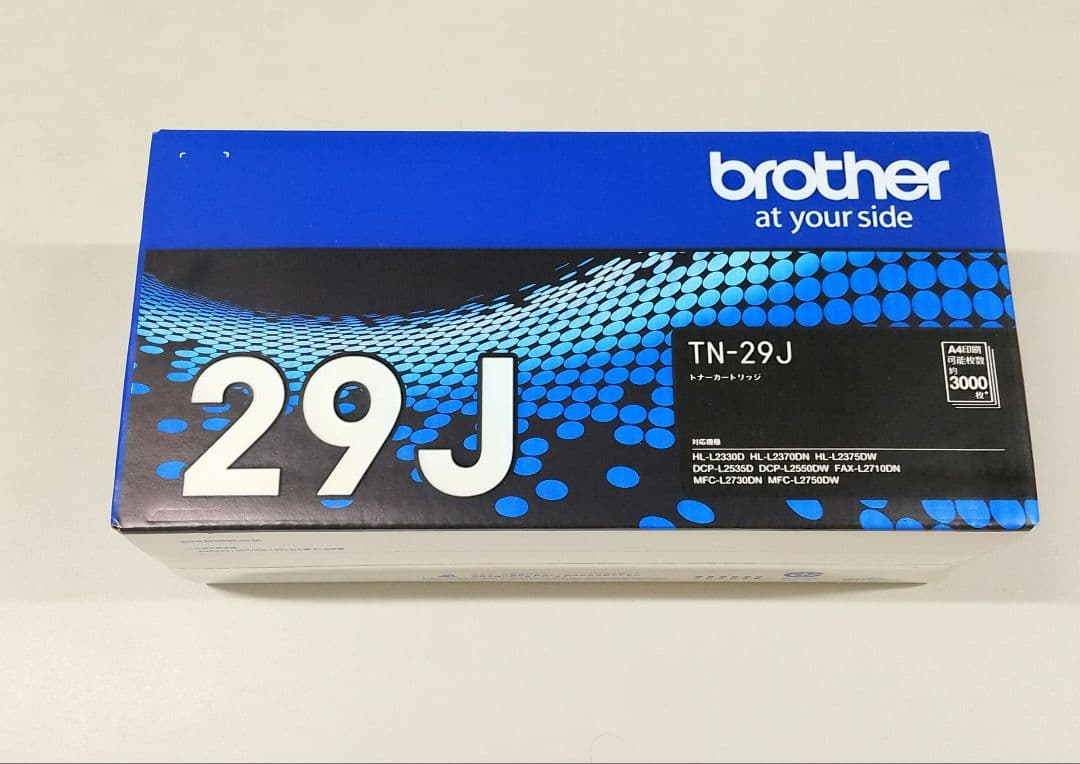 brother
at your side
29J
TN-29J
トナーカートリッジ
A4印刷
可能枚数
約
3000
枚*
対応機種
HL-L2330D HL-L2370DN HL-L2375DW
DCP-L2535D DCP-L2550DW FAX-L2710DN
MFC-L2730DN MFC-L2750DW